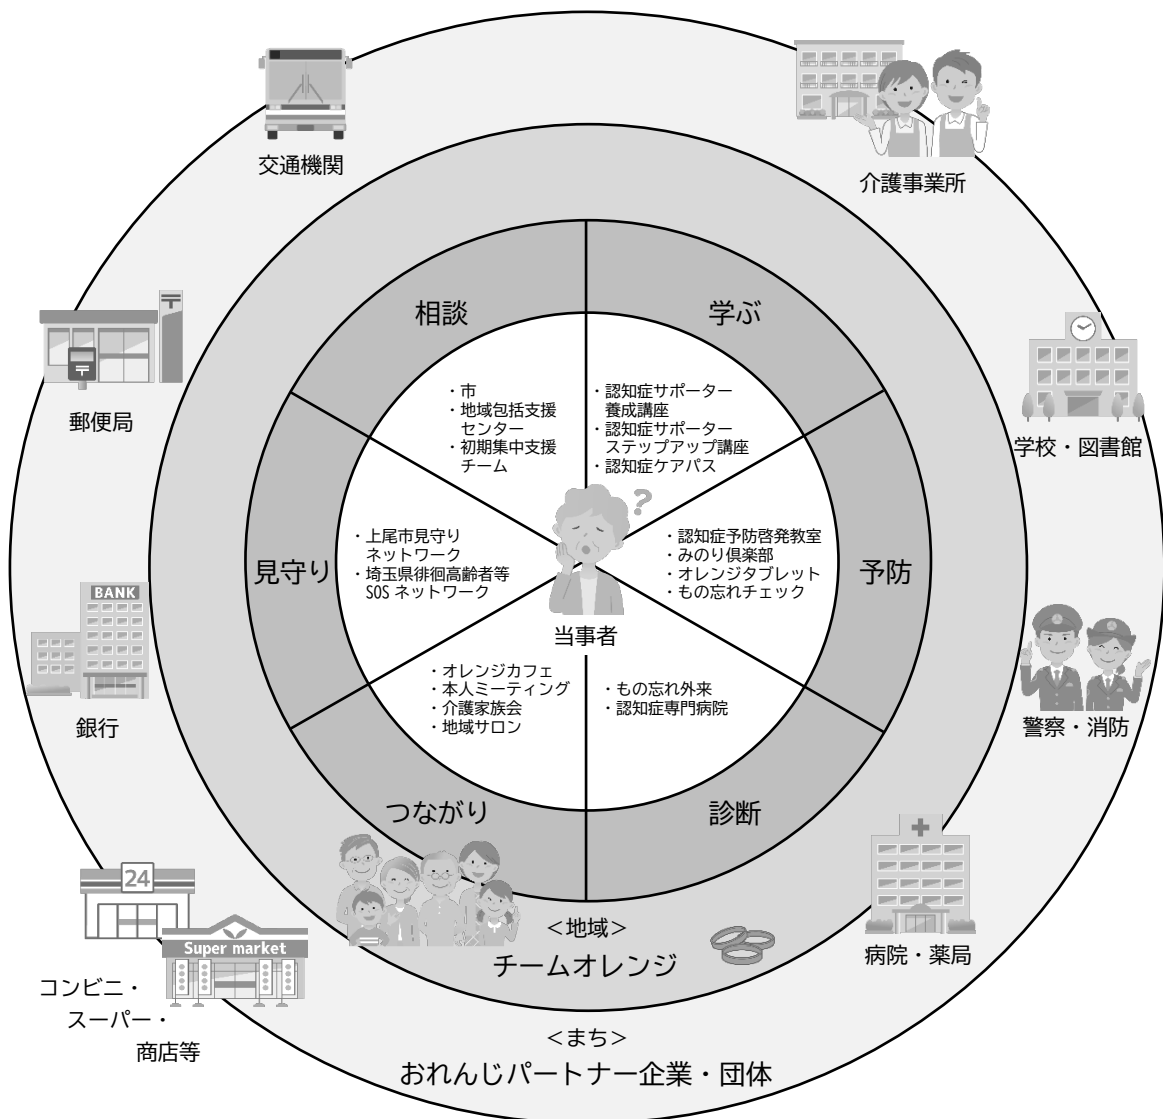 交通機関
介護事業所
郵便局
学校・図書館
BANK
銀行
警察・消防
24
Super market
コンビニ・
スーパー・
商店等
病院・薬局
相談
・市
・地域包括支援
センター
・初期集中支援
チーム
学ぶ
・認知症サポーター
養成講座
・認知症サポーター
ステップアップ講座
・認知症ケアパス
見守り
・上尾市見守り
ネットワーク
・埼玉県徘徊高齢者等
SOS ネットワーク
予防
・認知症予防啓発教室
・みのり倶楽部
・オレンジタブレット
・もの忘れチェック
?
当事者
つながり
・オレンジカフェ
・本人ミーティング
・介護家族会
・地域サロン
診断
・もの忘れ外来
・認知症専門病院
＜地域＞
チームオレンジ
＜まち＞
おれんじパートナー企業・団体